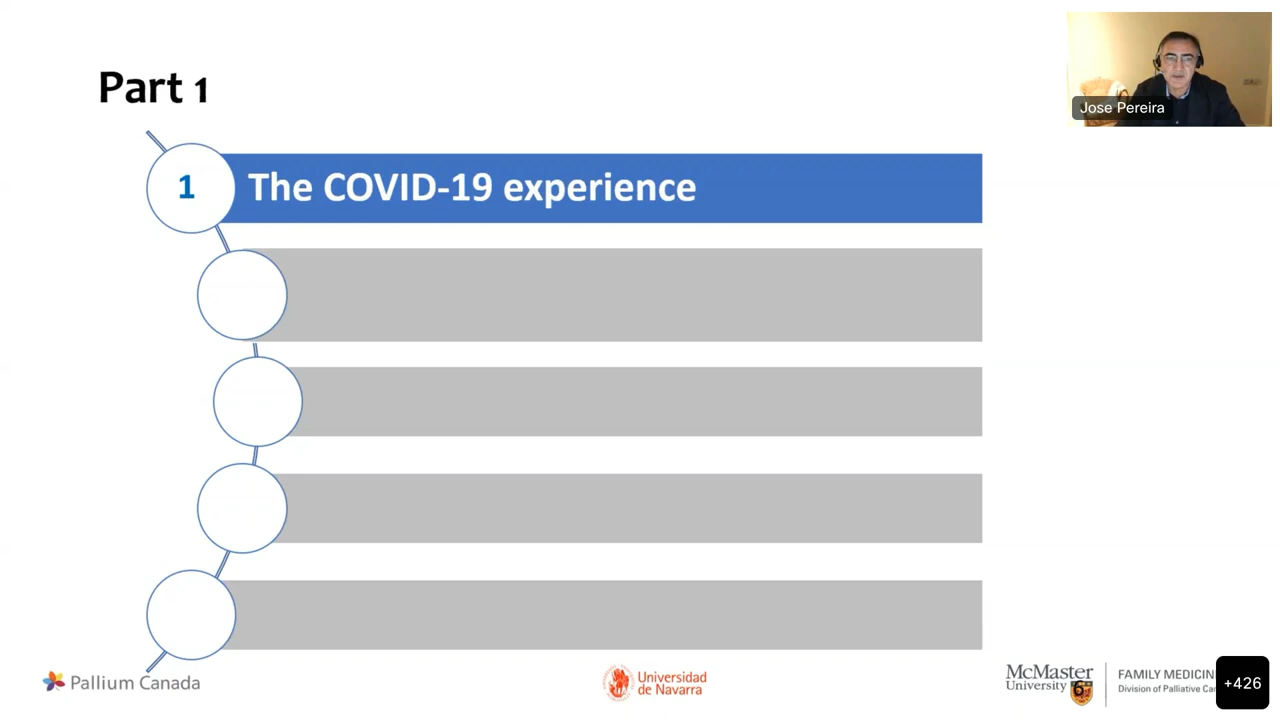 Part 1
Jose Pereira
1
The COVID-19 experience
Pallium Canada
Universidad
de Navarra
McMaster
University
FAMILY MEDICIN
Division of Palliative Ca
+426